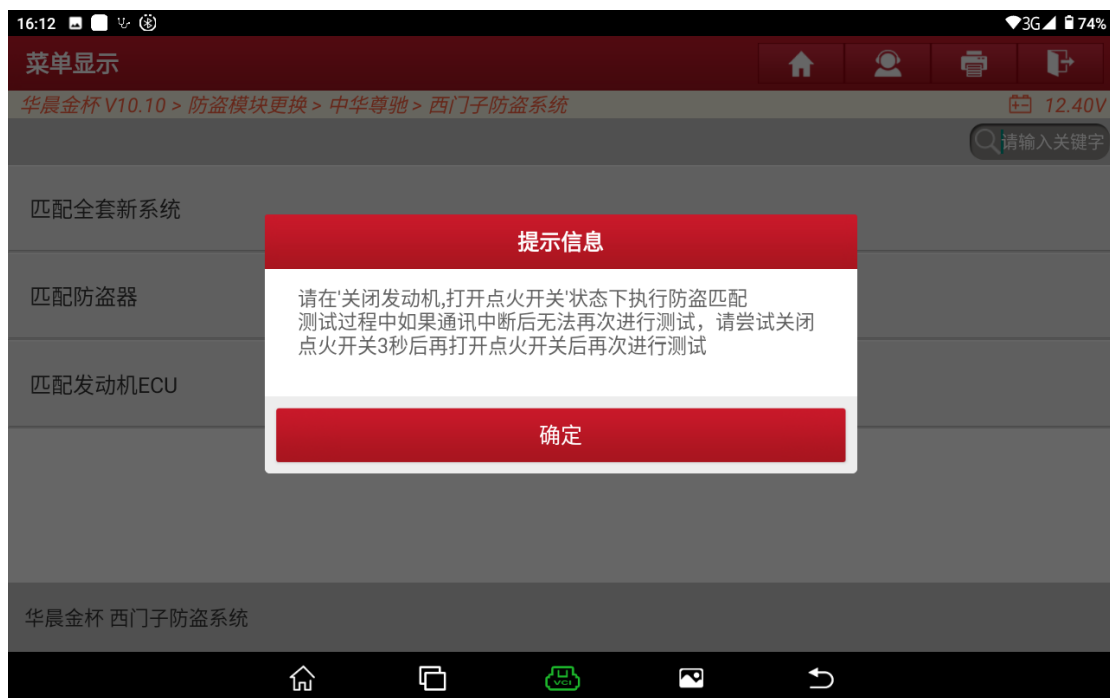 16:12
3G 74%
菜单显示
华晨金杯 V10.10 > 防盗模块更换 > 中华尊驰 > 西门子防盗系统
12.40V
请输入关键字
匹配全套新系统
提示信息
匹配防盗器
请在'关闭发动机,打开点火开关'状态下执行防盗匹配
测试过程中如果通讯中断后无法再次进行测试，请尝试关闭
点火开关3秒后再打开点火开关后再次进行测试
匹配发动机ECU
确定
华晨金杯 西门子防盗系统
VCI